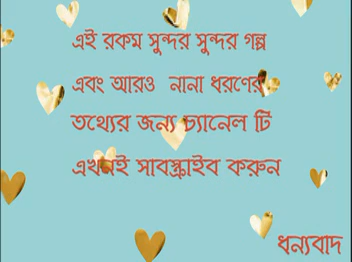 এই রকম সুন্দর সুন্দর গল্প
এবং আরও নানা ধরণের
তথ্যের জন্য চ্যানেল টি
এখনই সাবস্ক্রাইব করুন
ধন্যবাদ